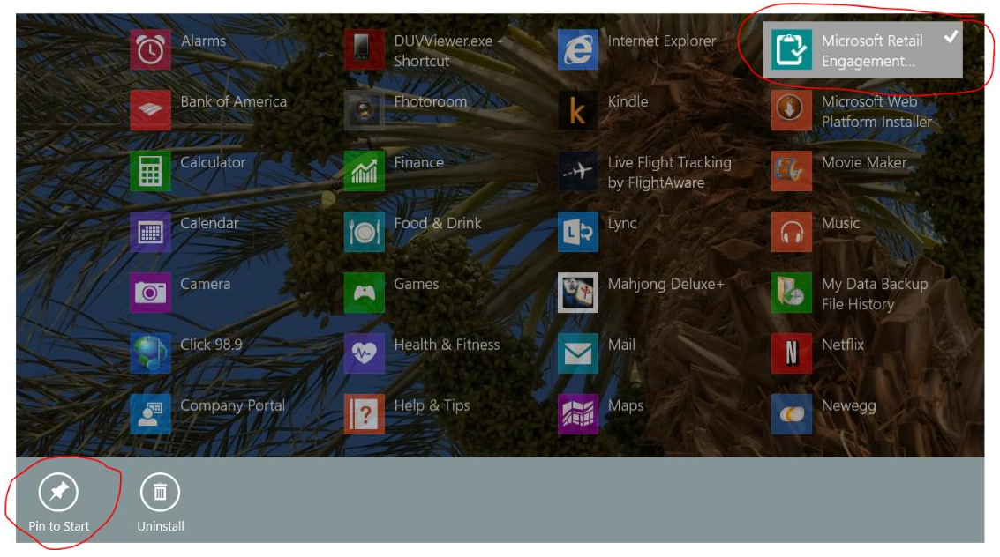 Alarms
Bank of America
Calculator
Calendar
Camera
Click 98.9
Company Portal
DUVViewer.exe -
Shortcut
Fhotoroom
Finance
Food & Drink
Games
Health & Fitness
Help & Tips
Internet Explorer
Kindle
Live Flight Tracking
by FlightAware
Lync
Mahjong Deluxe+
Mail
Maps
Microsoft Retail
Engagement...
Microsoft Web
Platform Installer
Movie Maker
Music
My Data Backup
File History
Netflix
Newegg
Pin to Start
Uninstall